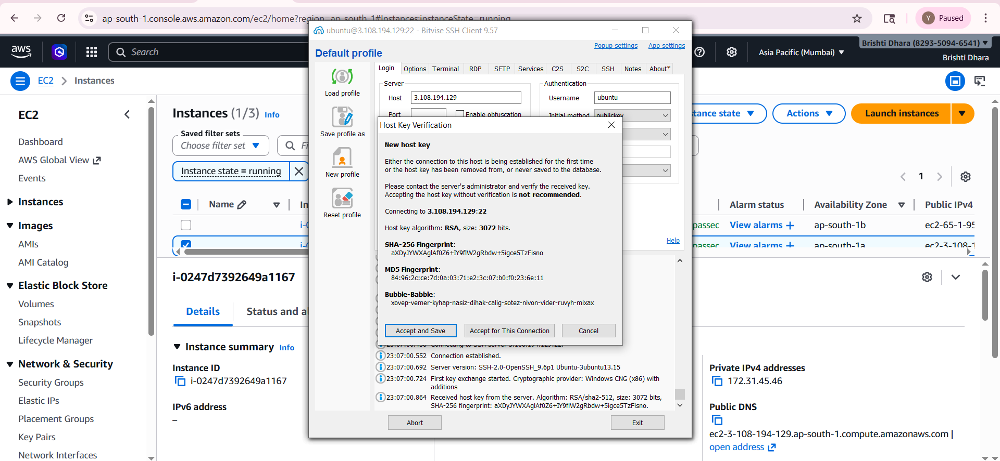 ap-south-1.console.aws.amazon.com/ec2/home?region=ap-south-1#Instances:instanceState=running
Y Paused
aws
Search
Asia Pacific (Mumbai)
Brishti Dhara (8293-5094-6541)
Brishti Dhara
EC2 > Instances
EC2
Dashboard
AWS Global View
Events
Instances
Images
AMIs
AMI Catalog
Elastic Block Store
Volumes
Snapshots
Lifecycle Manager
Network & Security
Security Groups
Elastic IPs
Placement Groups
Key Pairs
Network Interfaces
Instances (1/3) Info
stance state
Actions
Launch instances
Saved filter sets
Choose filter set
Fi
Instance state = running
1
Name
In
Alarm status
Availability Zone
Public IPv4
i-0
passed
View alarms +
ap-south-1b
ec2-65-1-95
i-0
passed
View alarms +
ap-south-1a
ec2-3-108-1
i-0247d7392649a1167
Details
Status and al
Instance summary Info
Instance ID
i-0247d7392649a1167
IPv6 address
–
Private IPv4 addresses
172.31.45.46
Public DNS
ec2-3-108-194-129.ap-south-1.compute.amazonaws.com |
open address
ubuntu@3.108.194.129:22 - Bitvise SSH Client 9.57
Default profile
Popup settings
App settings
Load profile
Save profile as
New profile
Reset profile
Login Options Terminal RDP SFTP Services C2S S2C SSH Notes About*
Server
Host 3.108.194.129
Port
Enable obfuscation
Authentication
Username ubuntu
Initial method publickey
Help
Host Key Verification
New host key
Either the connection to this host is being established for the first time
or the host key has been removed from, or never saved to the database.
Please contact the server's administrator and verify the received key.
Accepting the host key without verification is not recommended.
Connecting to 3.108.194.129:22
Host key algorithm: RSA, size: 3072 bits.
SHA-256 Fingerprint:
aXDyJYWXAglAf0Z6+IY9flW2gRbdw+5igce5TzFisno
MD5 Fingerprint:
84:96:2c:ce:7d:0a:03:71:e2:3c:07:b0:f0:23:6e:11
Bubble-Babble:
xovep-vemer-kyhap-nasiz-dihak-calig-sotez-nivon-vider-ruvyh-mixax
Accept and Save
Accept for This Connection
Cancel
23:07:00.436 Connecting to SSH server 3.108.194.129:22.
23:07:00.552 Connection established.
23:07:00.692 Server version: SSH-2.0-OpenSSH_9.6p1 Ubuntu-3ubuntu13.15
23:07:00.724 First key exchange started. Cryptographic provider: Windows CNG (x86) with
additions
23:07:00.864 Received host key from the server. Algorithm: RSA/sha2-512, size: 3072 bits,
SHA-256 fingerprint: aXDyJYWXAglAf0Z6+IY9flW2gRbdw+5igce5TzFisno.
Abort
Exit